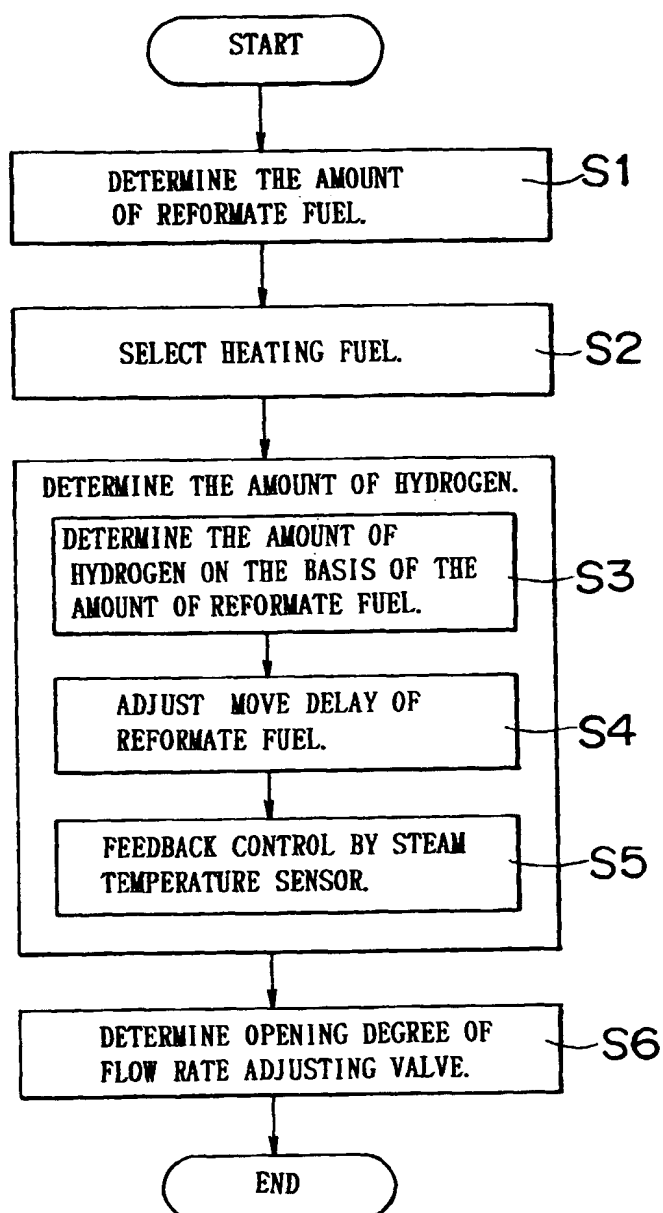 START
DETERMINE THE AMOUNT
OF REFORMATE FUEL.
S1
SELECT HEATING FUEL.
S2
DETERMINE THE AMOUNT OF HYDROGEN.
DETERMINE THE AMOUNT OF
HYDROGEN ON THE BASIS OF THE
AMOUNT OF REFORMATE FUEL.
S3
ADJUST MOVE DELAY OF
REFORMATE FUEL.
S4
FEEDBACK CONTROL BY STEAM
TEMPERATURE SENSOR.
S5
DETERMINE OPENING DEGREE OF
FLOW RATE ADJUSTING VALVE.
S6
END